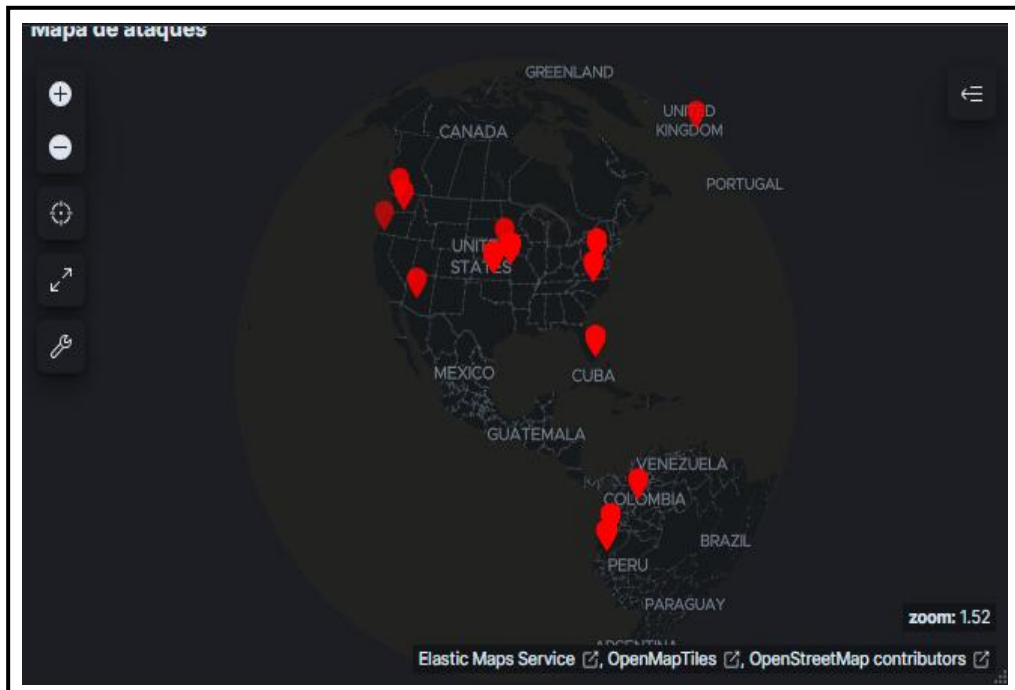 Mapa de ataques
GREENLAND
UNITED
KINGDOM
CANADA
PORTUGAL
UNITED
STATES
MEXICO
CUBA
GUATEMALA
VENEZUELA
COLOMBIA
BRAZIL
PERU
PARAGUAY
ARGENTINA
zoom: 1.52
Elastic Maps Service, OpenMapTiles, OpenStreetMap contributors